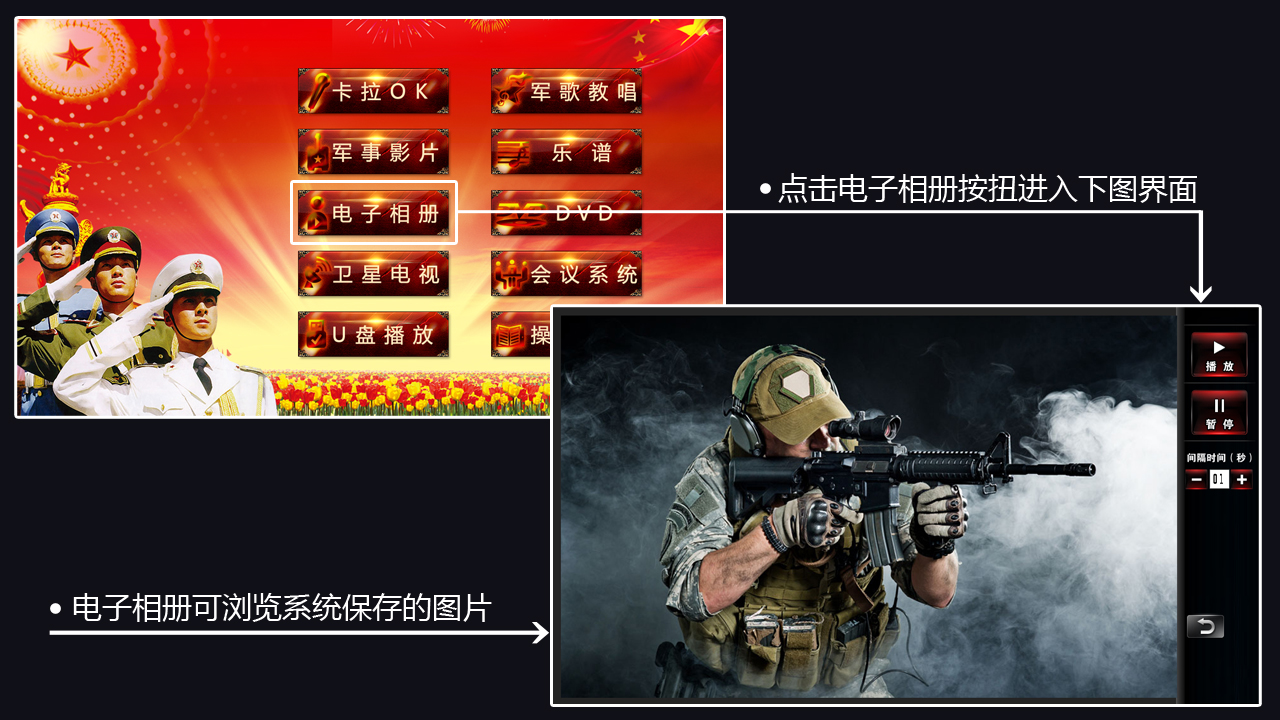 卡拉OK
军歌教唱
军事影片
乐谱
电子相册
DVD
卫星电视
会议系统
U盘播放
操
点击电子相册按扭进入下图界面
播放
暂停
间隔时间（秒）
01
电子相册可浏览系统保存的图片